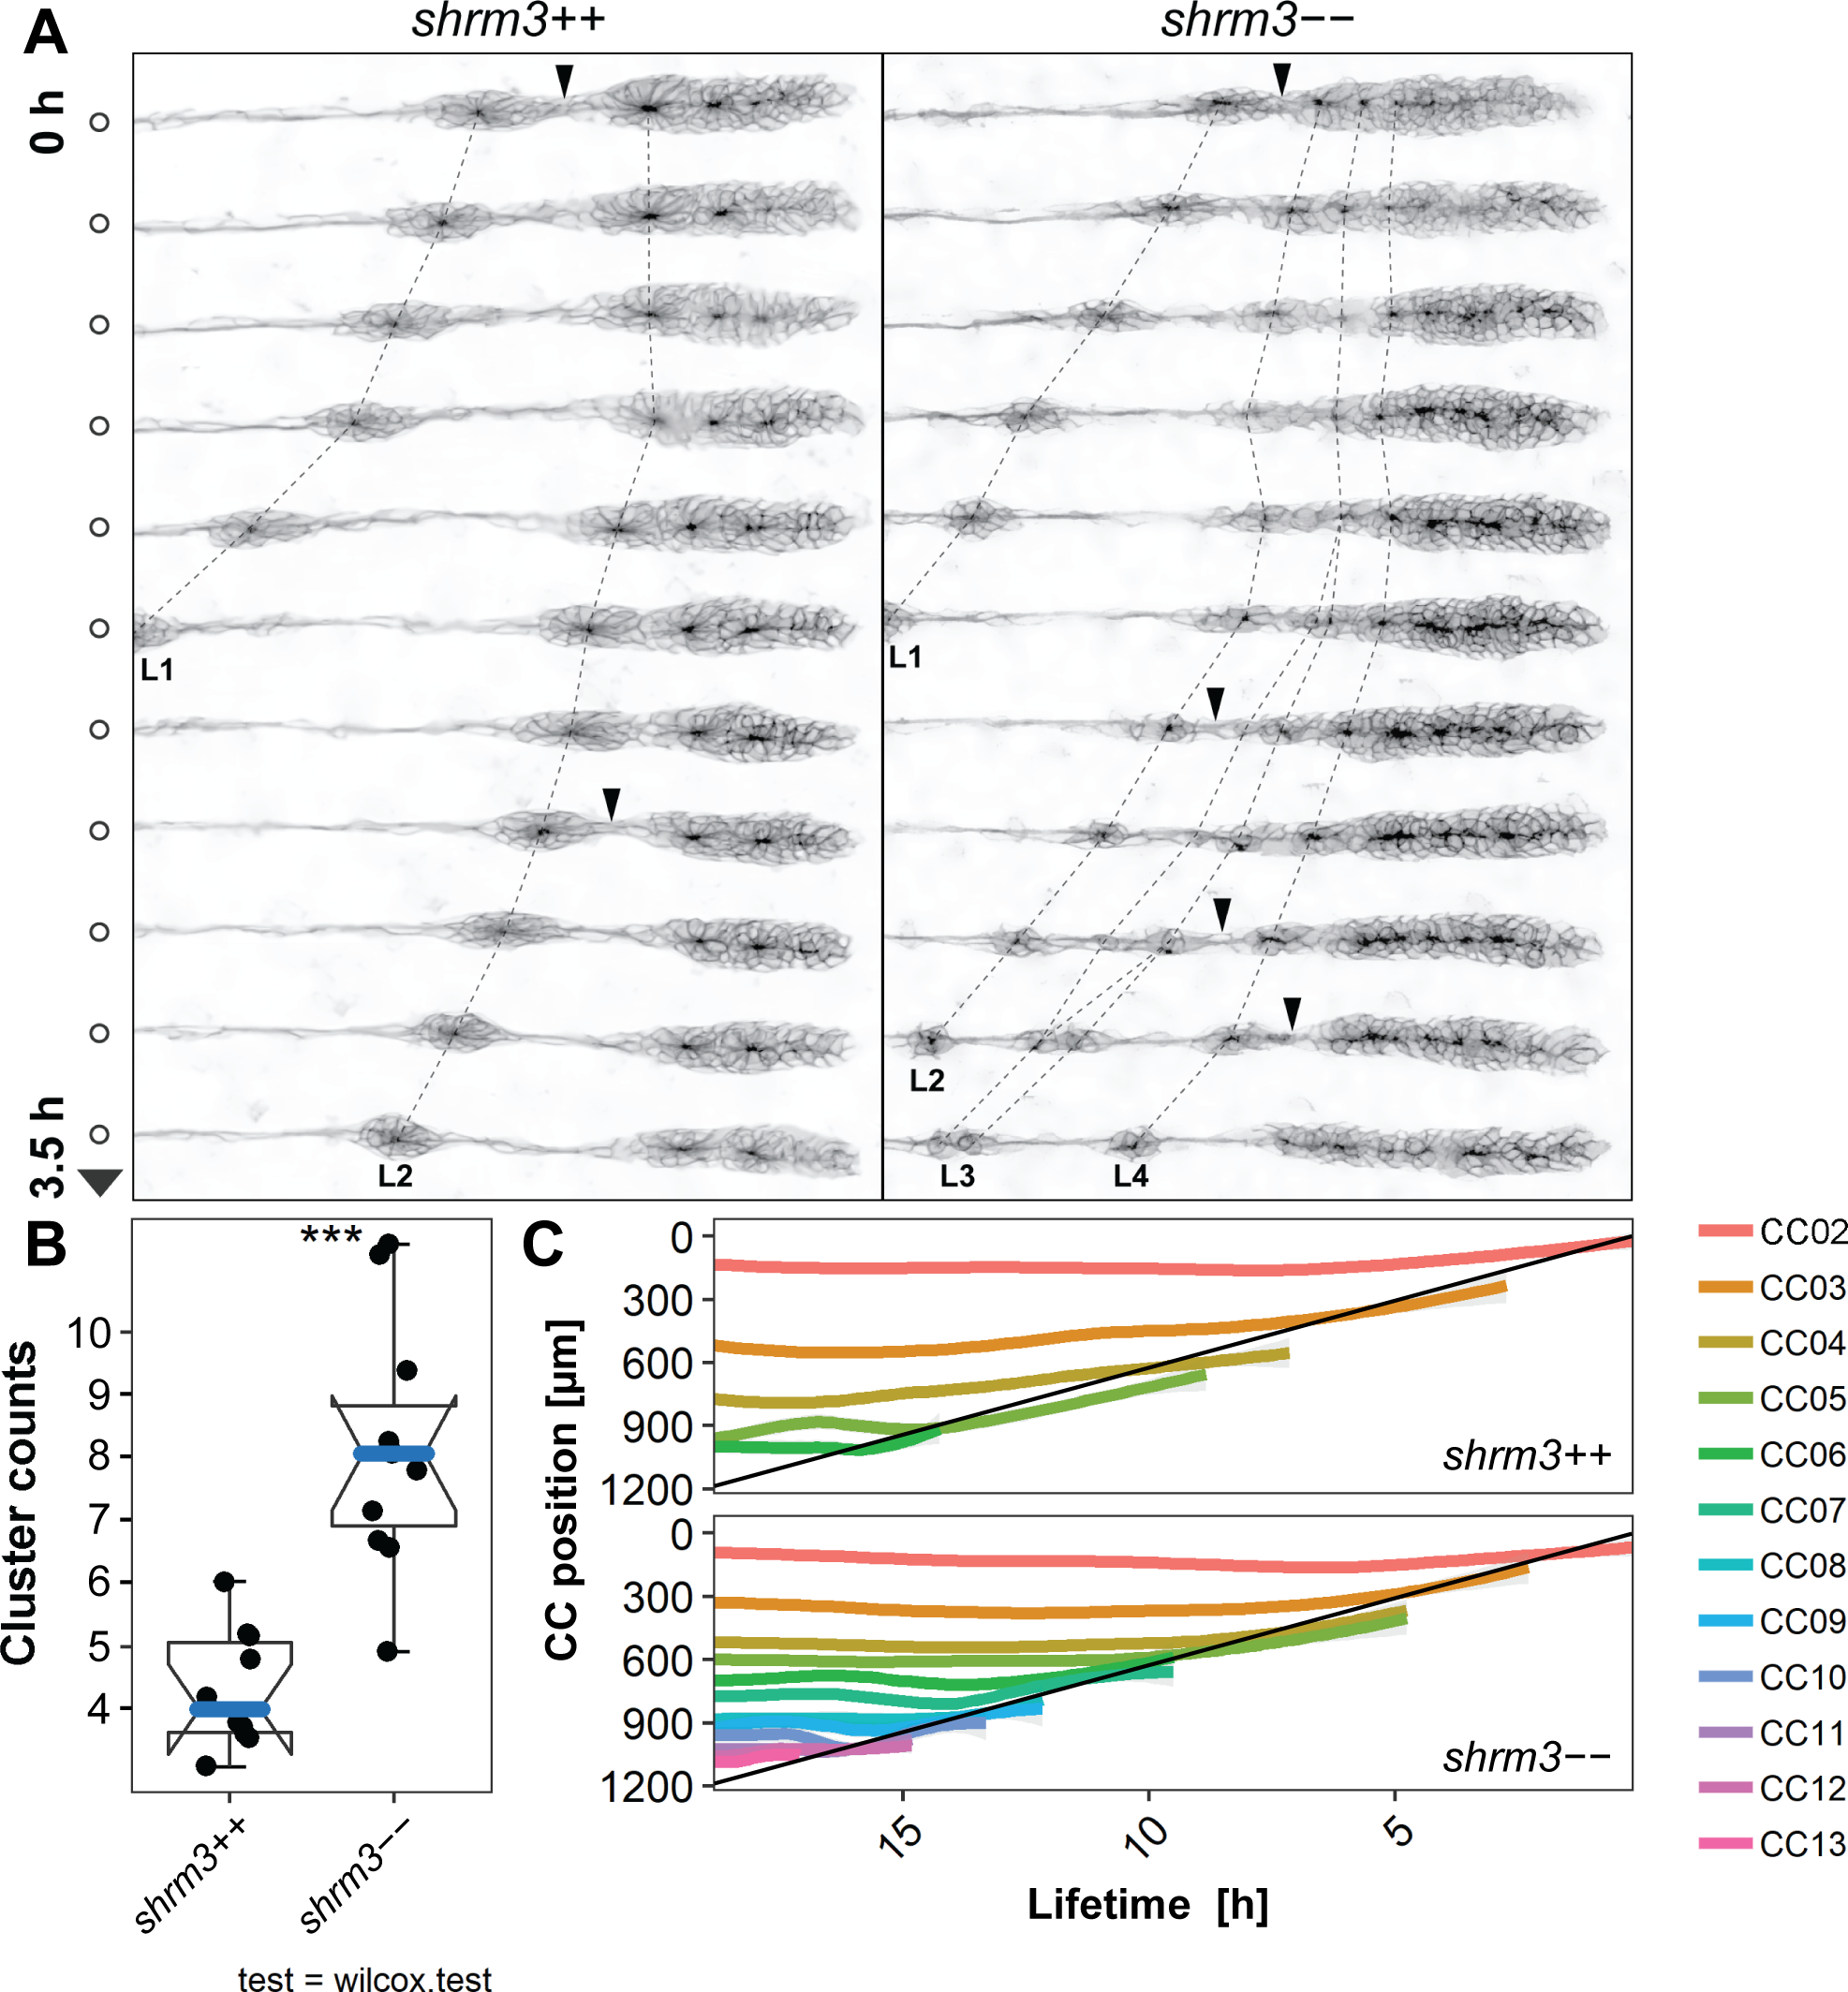 A
shrm3++
shrm3−−
0 h
3.5 h
L1
L1
L2
L2
L3
L4
B
***
Cluster counts
10
9
8
7
6
5
4
shrm3++
shrm3−−
test = wilcox.test
C
CC position [µm]
0
300
600
900
1200
shrm3++
0
300
600
900
1200
shrm3−−
15
10
5
Lifetime [h]
CC02
CC03
CC04
CC05
CC06
CC07
CC08
CC09
CC10
CC11
CC12
CC13